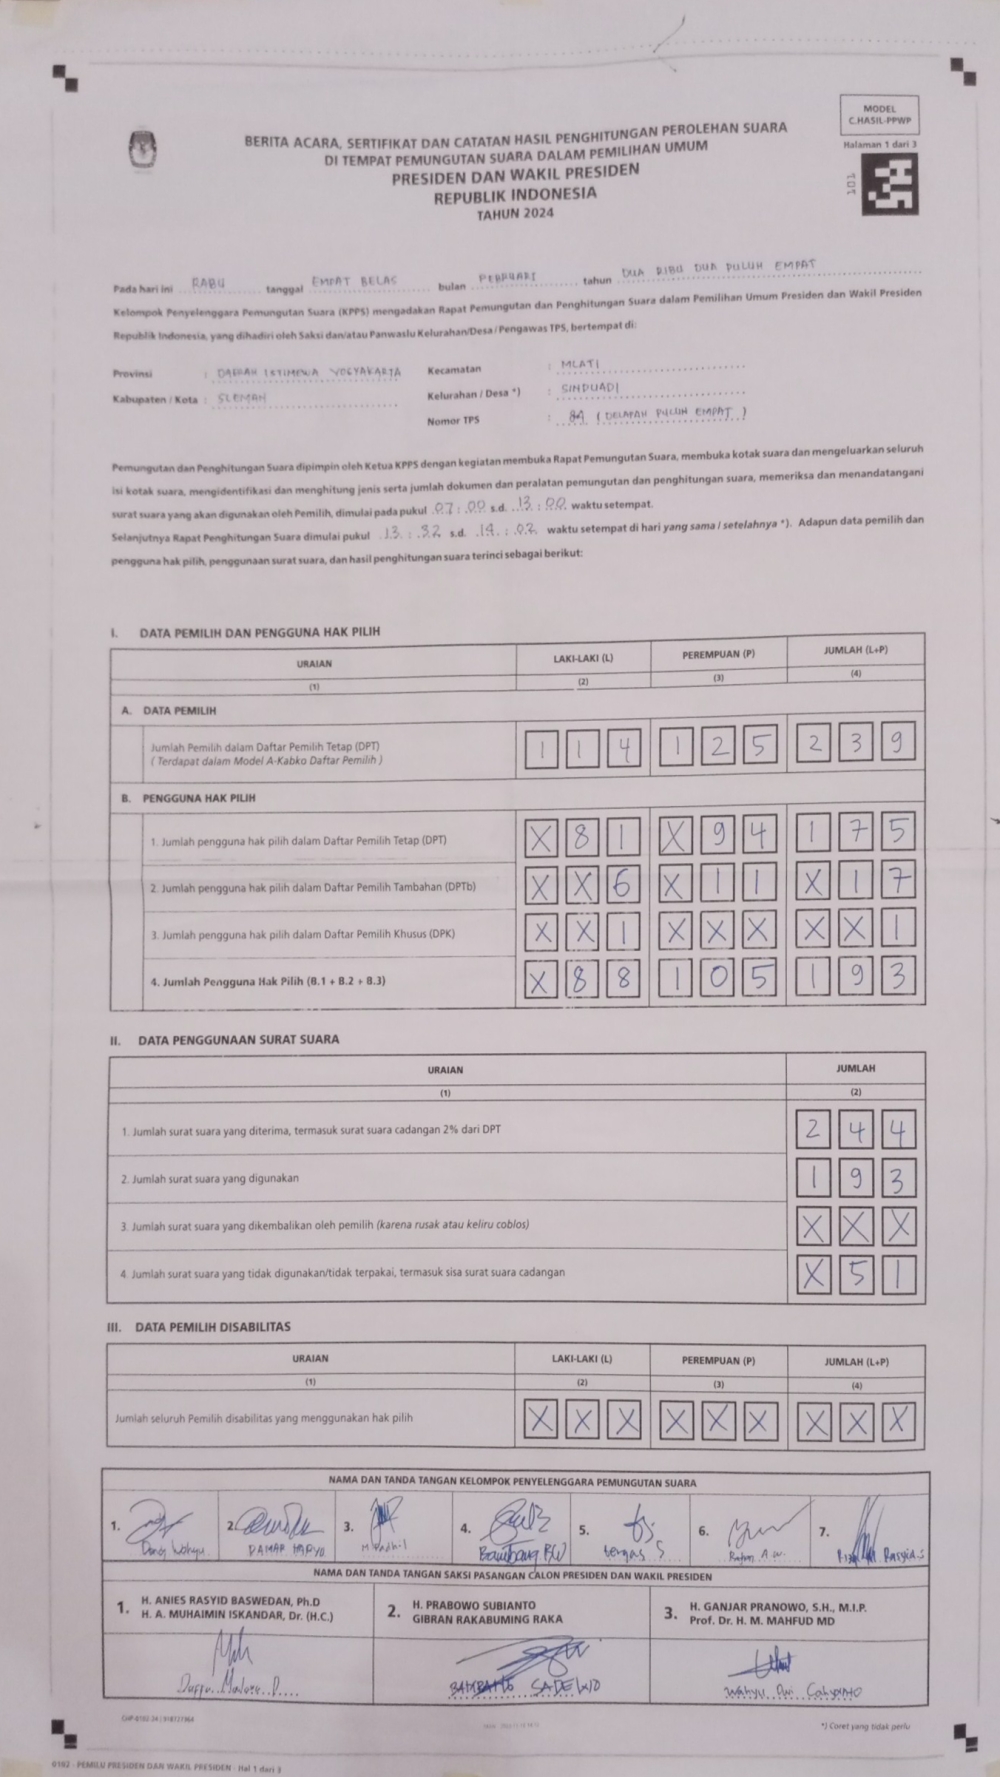 MODEL
C.HASIL-PPWP
Halaman 1 dari 3
101
BERITA ACARA, SERTIFIKAT DAN CATATAN HASIL PENGHITUNGAN PEROLEHAN SUARA
DI TEMPAT PEMUNGUTAN SUARA DALAM PEMILIHAN UMUM
PRESIDEN DAN WAKIL PRESIDEN
REPUBLIK INDONESIA
TAHUN 2024
Pada hari ini RABU tanggal EMPAT BELAS bulan FEBRUARI tahun DUA RIBU DUA PULUH EMPAT
Kelompok Penyelenggara Pemungutan Suara (KPPS) mengadakan Rapat Pemungutan dan Penghitungan Suara dalam Pemilihan Umum Presiden dan Wakil Presiden
Republik Indonesia, yang dihadiri oleh Saksi dan/atau Panwaslu Kelurahan/Desa / Pengawas TPS, bertempat di:
Provinsi : DAERAH ISTIMEWA YOGYAKARTA Kecamatan : MLATI
Kabupaten / Kota : SLEMAN Kelurahan / Desa *) : SINDUADI
Nomor TPS : 84 ( DELAPAN PULUH EMPAT )
Pemungutan dan Penghitungan Suara dipimpin oleh Ketua KPPS dengan kegiatan membuka Rapat Pemungutan Suara, membuka kotak suara dan mengeluarkan seluruh
isi kotak suara, mengidentifikasi dan menghitung jenis serta jumlah dokumen dan peralatan pemungutan dan penghitungan suara, memeriksa dan menandatangani
surat suara yang akan digunakan oleh Pemilih, dimulai pada pukul 07 : 00 s.d. 13 : 00 waktu setempat.
Selanjutnya Rapat Penghitungan Suara dimulai pukul 13 : 32 s.d. 14 : 02 waktu setempat di hari yang sama / setelahnya *). Adapun data pemilih dan
pengguna hak pilih, penggunaan surat suara, dan hasil penghitungan suara terinci sebagai berikut:
I. DATA PEMILIH DAN PENGGUNA HAK PILIH
URAIAN LAKI-LAKI (L) PEREMPUAN (P) JUMLAH (L+P)
(1) (2) (3) (4)
A. DATA PEMILIH
Jumlah Pemilih dalam Daftar Pemilih Tetap (DPT) 1 1 4 1 2 5 2 3 9
( Terdapat dalam Model A-Kabko Daftar Pemilih )
B. PENGGUNA HAK PILIH
1. Jumlah pengguna hak pilih dalam Daftar Pemilih Tetap (DPT) X 8 1 X 9 4 1 7 5
2. Jumlah pengguna hak pilih dalam Daftar Pemilih Tambahan (DPTb) X X 6 X 1 1 X 1 7
3. Jumlah pengguna hak pilih dalam Daftar Pemilih Khusus (DPK) X X 1 X X X X X 1
4. Jumlah Pengguna Hak Pilih (B.1 + B.2 + B.3) X 8 8 1 0 5 1 9 3
II. DATA PENGGUNAAN SURAT SUARA
URAIAN JUMLAH
(1) (2)
1. Jumlah surat suara yang diterima, termasuk surat suara cadangan 2% dari DPT 2 4 4
2. Jumlah surat suara yang digunakan 1 9 3
3. Jumlah surat suara yang dikembalikan oleh pemilih (karena rusak atau keliru coblos) X X X
4. Jumlah surat suara yang tidak digunakan/tidak terpakai, termasuk sisa surat suara cadangan X 5 1
III. DATA PEMILIH DISABILITAS
URAIAN LAKI-LAKI (L) PEREMPUAN (P) JUMLAH (L+P)
(1) (2) (3) (4)
Jumlah seluruh Pemilih disabilitas yang menggunakan hak pilih X X X X X X X X X
NAMA DAN TANDA TANGAN KELOMPOK PENYELENGGARA PEMUNGUTAN SUARA
1. 2. 3. 4. 5. 6. 7.
NAMA DAN TANDA TANGAN SAKSI PASANGAN CALON PRESIDEN DAN WAKIL PRESIDEN
1. H. ANIES RASYID BASWEDAN, Ph.D
H. A. MUHAIMIN ISKANDAR, Dr. (H.C.)
2. H. PRABOWO SUBIANTO
GIBRAN RAKABUMING RAKA
3. H. GANJAR PRANOWO, S.H., M.I.P.
Prof. Dr. H. M. MAHFUD MD
SADEWO
*) Coret yang tidak perlu
0102 - PEMILU PRESIDEN DAN WAKIL PRESIDEN - Hal 1 dari 3